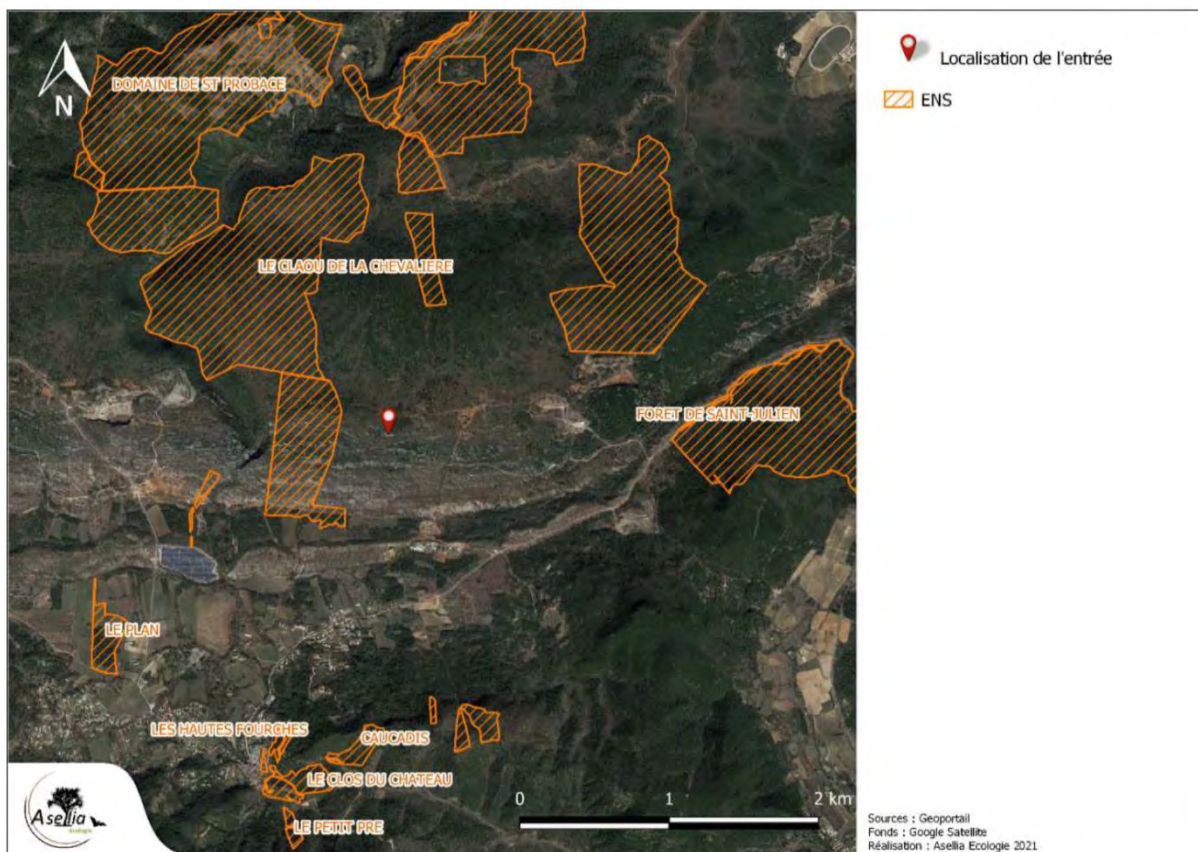 Localisation de l'entrée
ENS
DOMAINE DE ST PROBACE
N
LE CLAOU DE LA CHEVALIERE
FORET DE SAINT-JULIEN
LE PLAN
LES HAUTES FOURCHES
CAUCADIS
LE CLOS DU CHATEAU
LE PETIT PRE
0 1 2 km
Asellia
écologie
Sources : Geoportail
Fonds : Google Satellite
Réalisation : Asellia Ecologie 2021